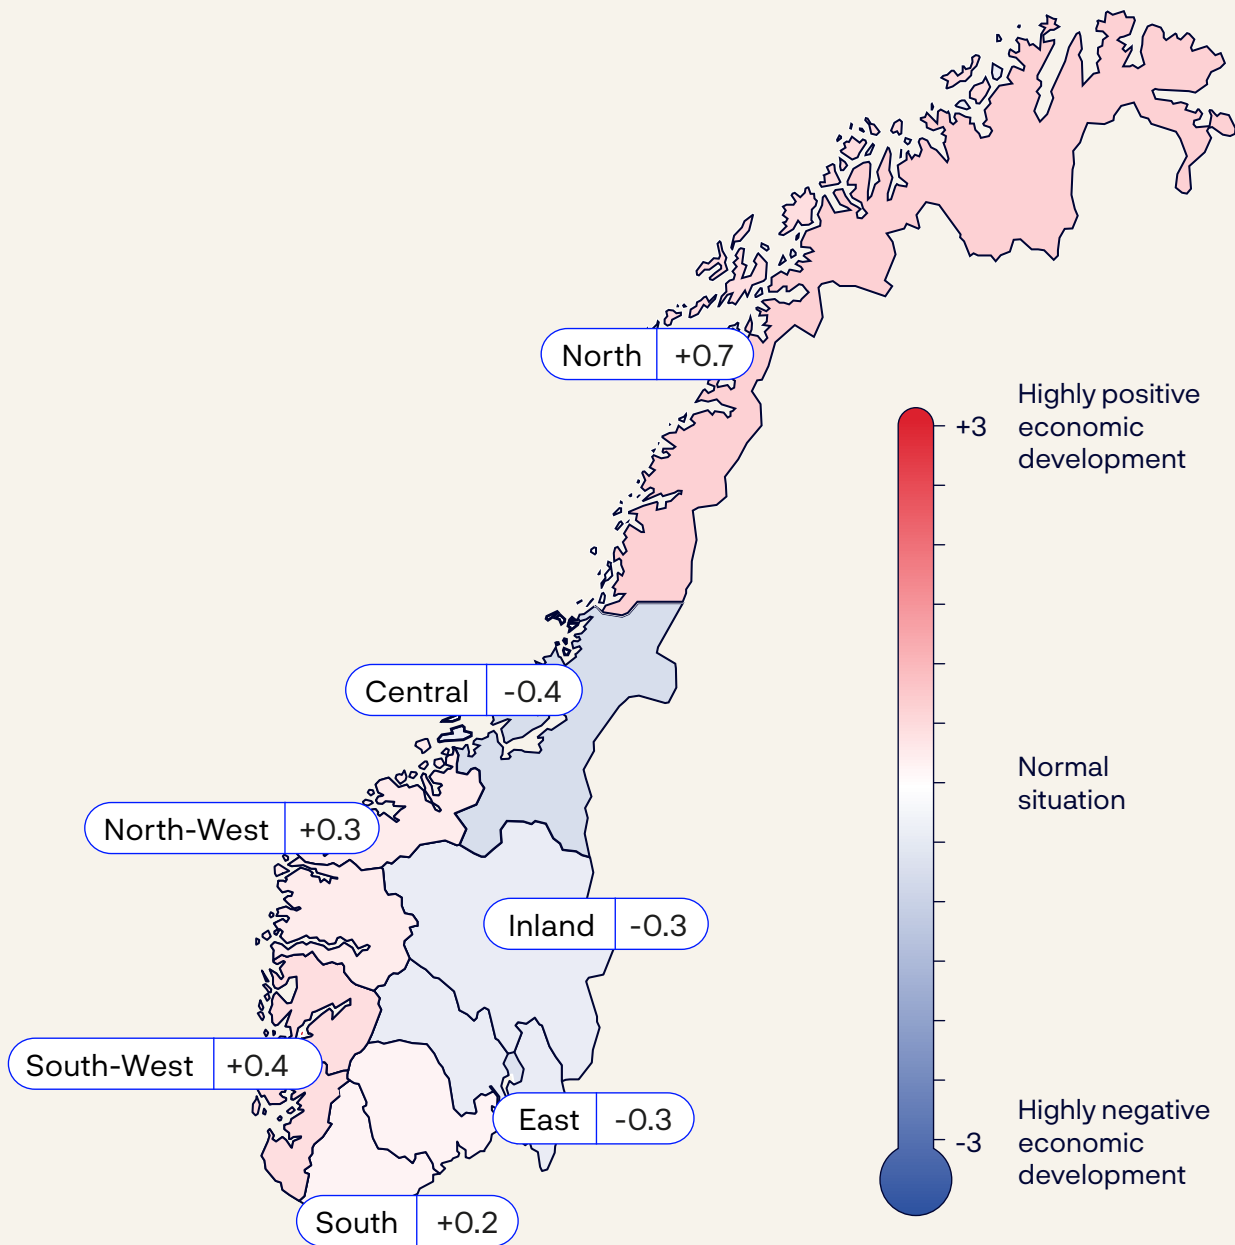 North +0.7
Highly positive
economic
development
+3
Central -0.4
Normal
situation
North-West +0.3
Inland -0.3
South-West +0.4
East -0.3
Highly negative
economic
development
-3
South +0.2